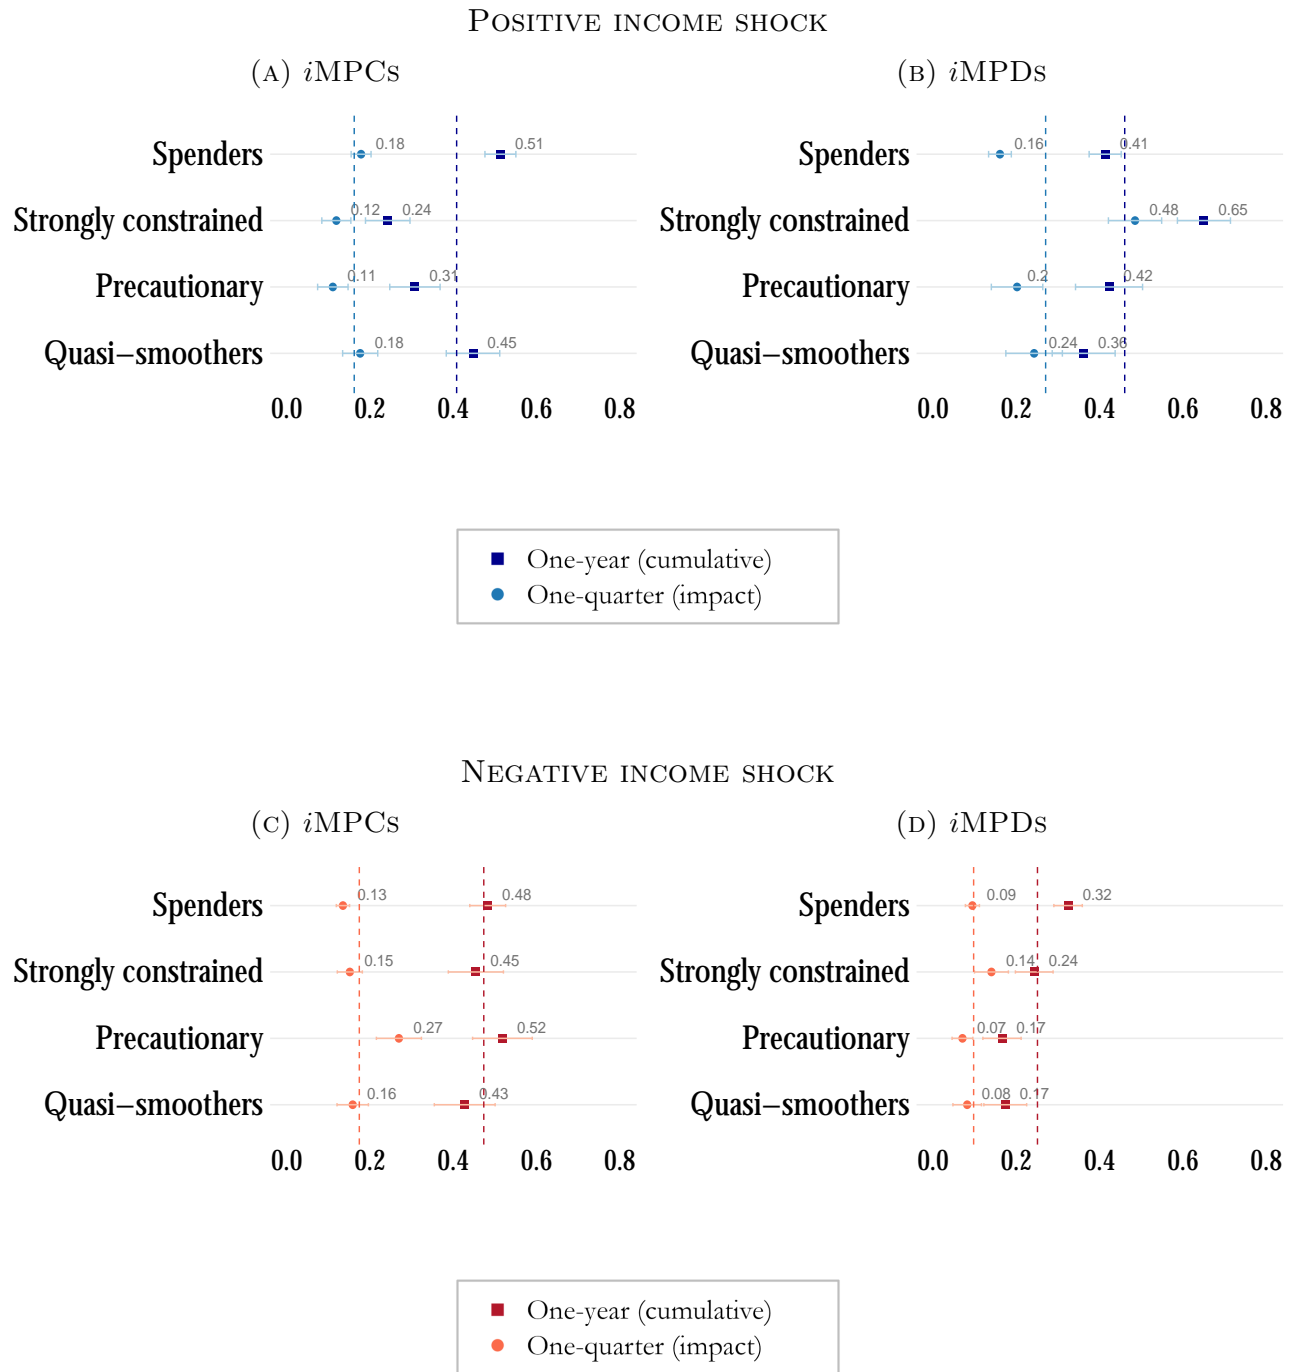 POSITIVE INCOME SHOCK
(A) iMPCs
Spenders 0.18 0.51
Strongly constrained 0.12 0.24
Precautionary 0.11 0.31
Quasi−smoothers 0.18 0.45
0.0 0.2 0.4 0.6 0.8
(B) iMPDs
Spenders 0.16 0.41
Strongly constrained 0.48 0.65
Precautionary 0.2 0.42
Quasi−smoothers 0.24 0.36
0.0 0.2 0.4 0.6 0.8
One-year (cumulative)
One-quarter (impact)
NEGATIVE INCOME SHOCK
(C) iMPCs
Spenders 0.13 0.48
Strongly constrained 0.15 0.45
Precautionary 0.27 0.52
Quasi−smoothers 0.16 0.43
0.0 0.2 0.4 0.6 0.8
(D) iMPDs
Spenders 0.09 0.32
Strongly constrained 0.14 0.24
Precautionary 0.07 0.17
Quasi−smoothers 0.08 0.17
0.0 0.2 0.4 0.6 0.8
One-year (cumulative)
One-quarter (impact)